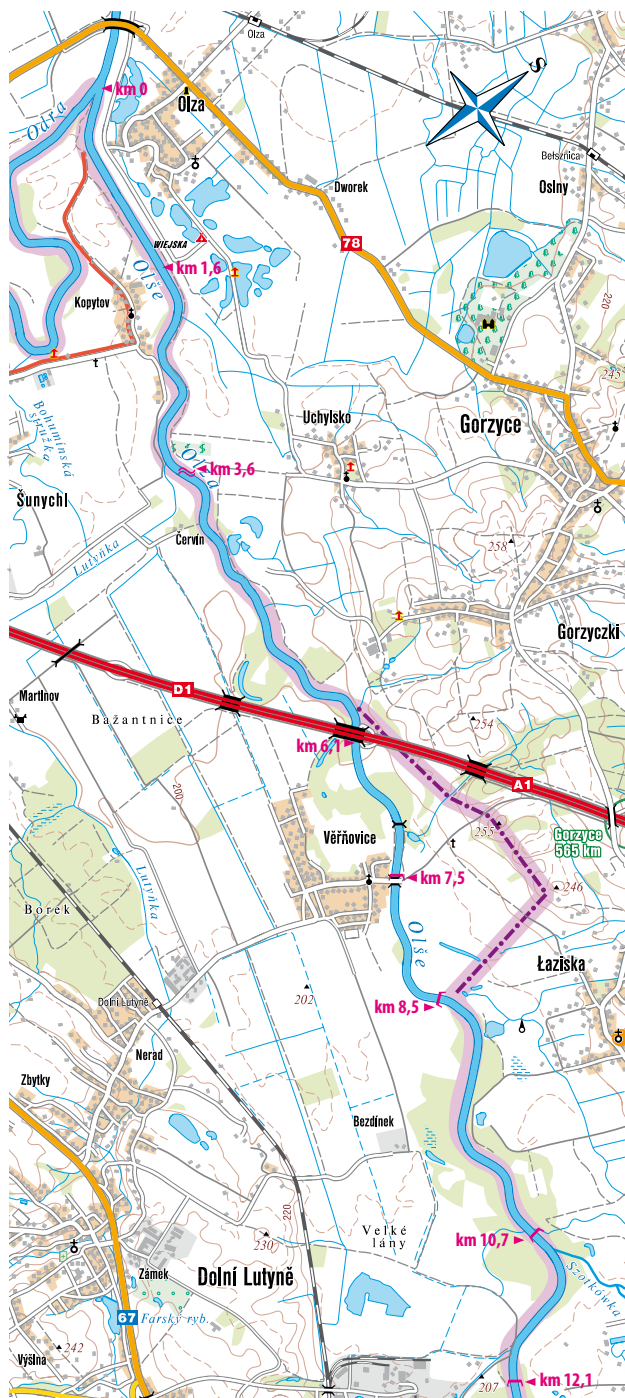 Olza
km 0
Odra
Olza
S
Bełsznica
Oslny
Dworek
78
WIEJSKA
km 1,6
Olše
Kopytov
220
245
Bohumínská
stružka
Uchylsko
Gorzyce
km 3,6
Olza
Šunychl
Červín
Lutyňka
258
Gorzyczki
D1
Martinov
Bažantnice
254
km 6,1
A1
200
Věřňovice
255
Gorzyce
565 km
Lutyňka
km 7,5
246
Borek
Olše
Łaziska
Dolní Lutyně
202
km 8,5
Nerad
Zbytky
Bezdínek
220
Velké
lány
km 10,7
230
Szotkówka
Zámek
Dolní Lutyně
67
Farský ryb.
242
Výšina
207
km 12,1